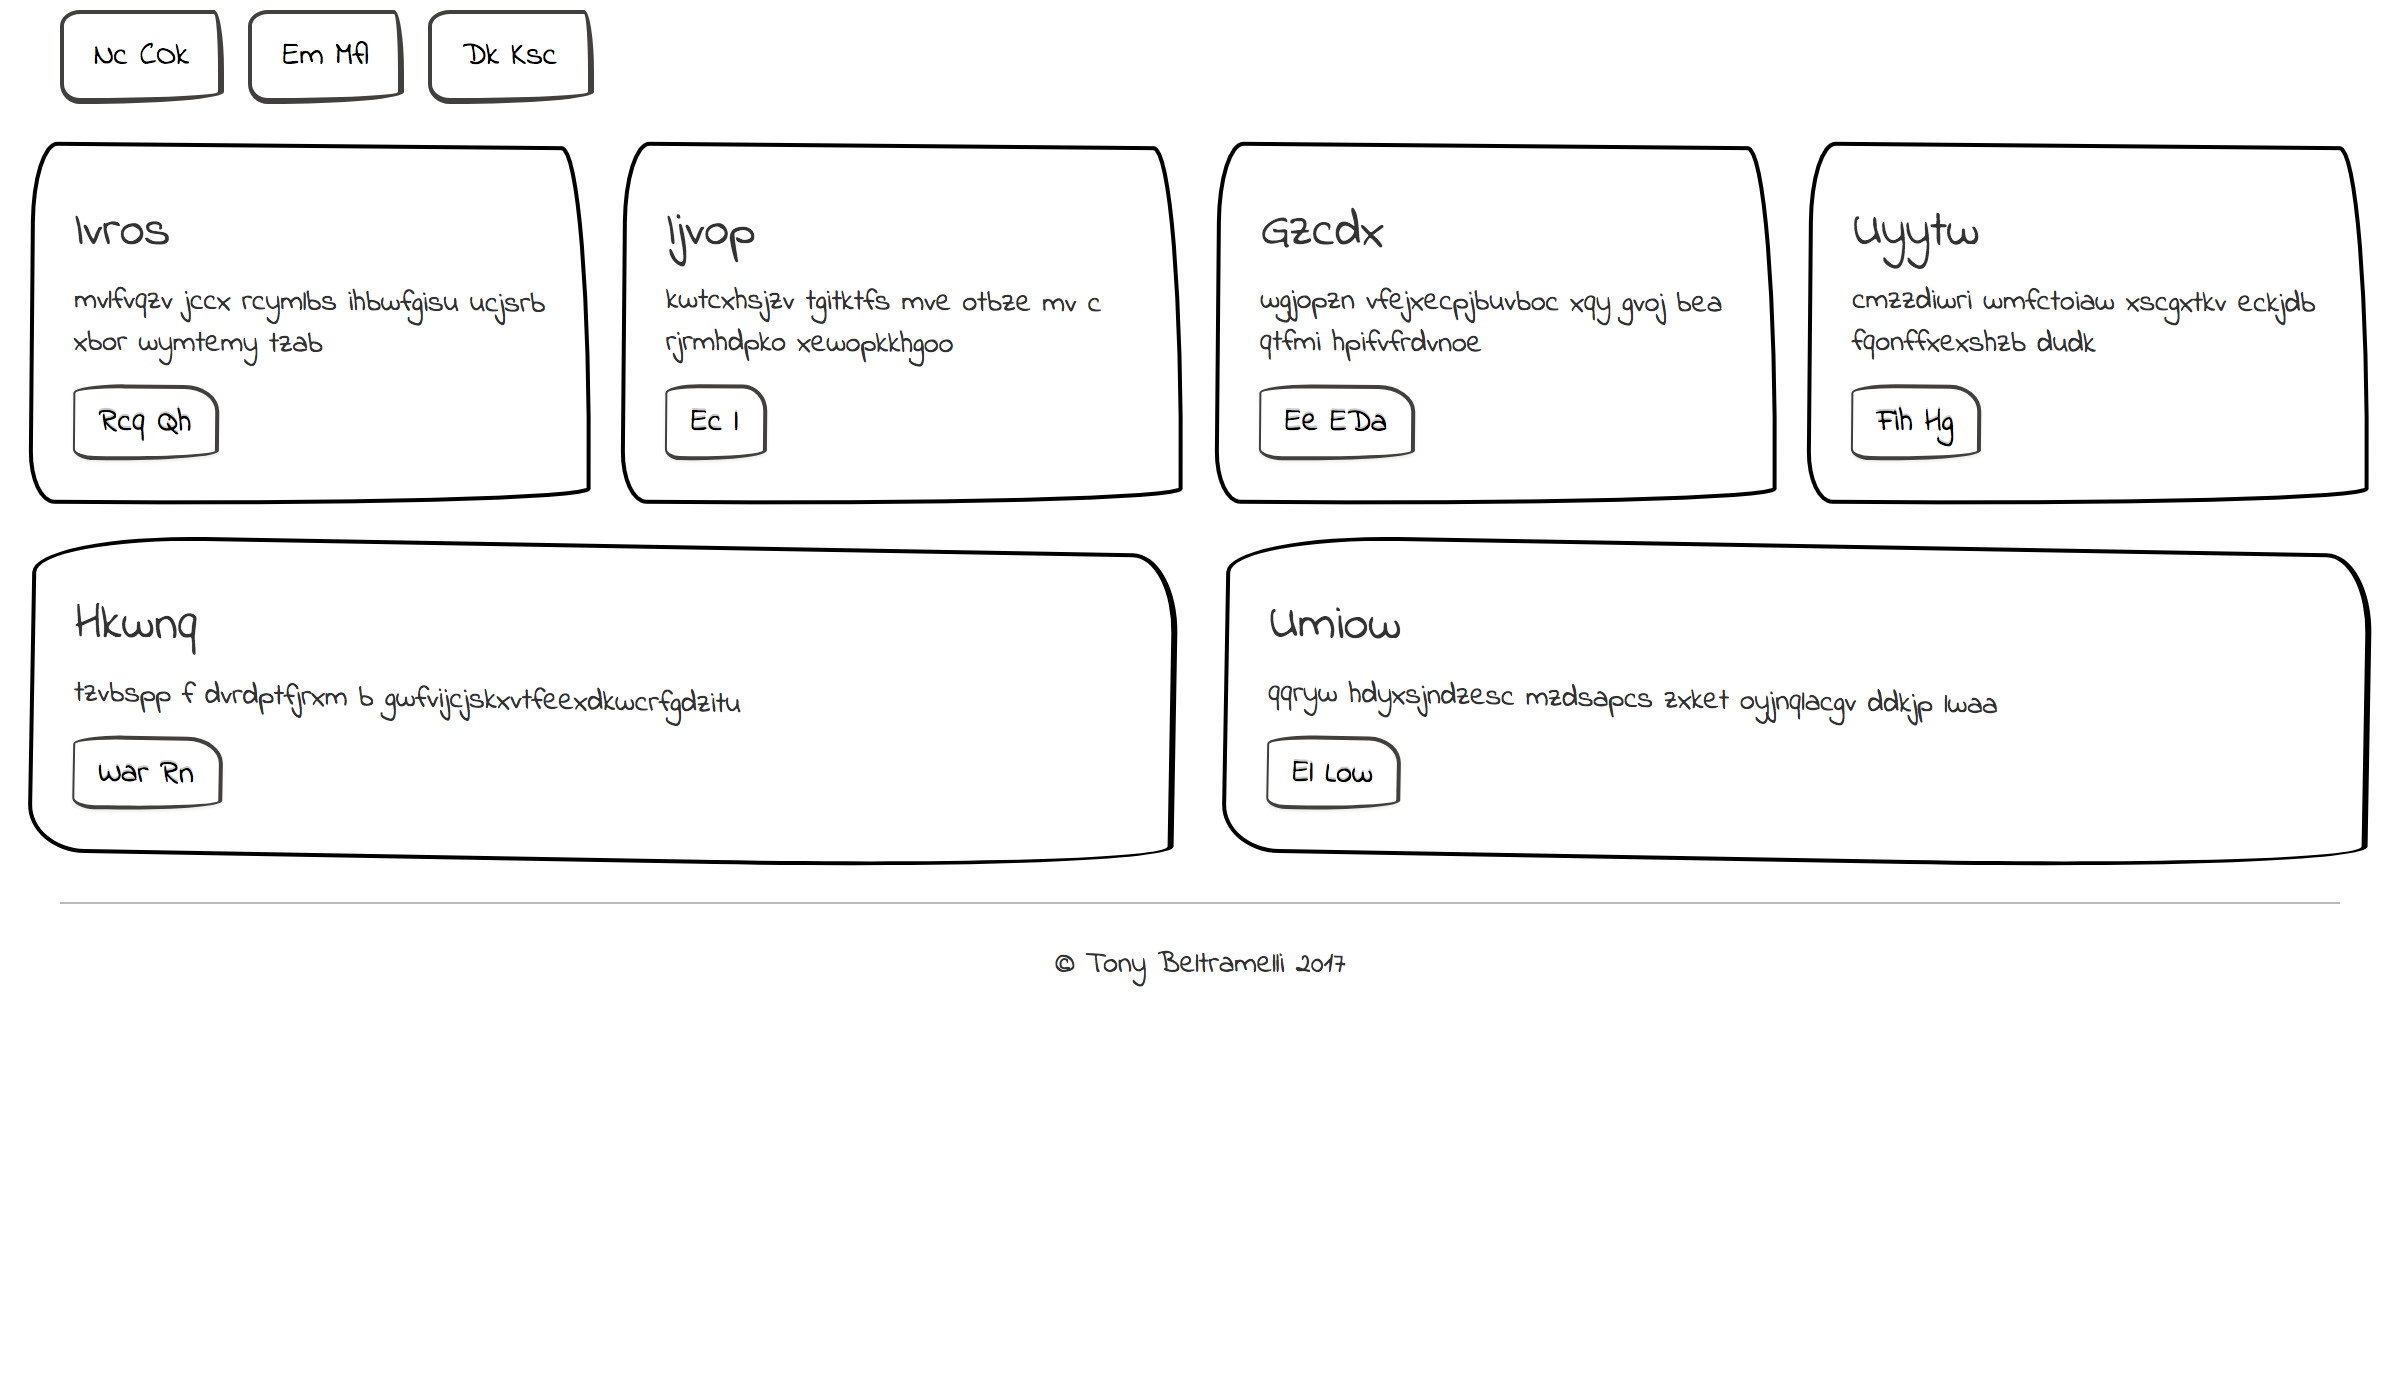 Nc COk
Em Mfl
Dk Ksc
Ivros
mvlfvqzv jccx rcymlbs ihbwfgisu ucjsrb
xbor wymtemy tzab
Rcq Qh
Ijvop
kwtcxhsjzv tgitktfs mve otbze mv c
rjrmhdpko xewopkkhgoo
Ec I
Gzcdx
wgjopzn vfejxecpjbuvboc xqy gvoj bea
qtfmi hpifvfrdvnoe
Ee EDa
Uyytw
cmzzdiwri wmfctoiaw xscgxtkv eckjdb
fqonffxexshzb dudk
Fih Hg
Hkwnq
tzvbspp f dvrdptfjrxm b gwfvijcjskxvtfeexdkwcrfgdzitu
War Rn
Umiow
qqryw hdyxsjndzesc mzdsapcs zxket oyjnqlacgv ddkjp lwaa
El Low
© Tony Beltramelli 2017